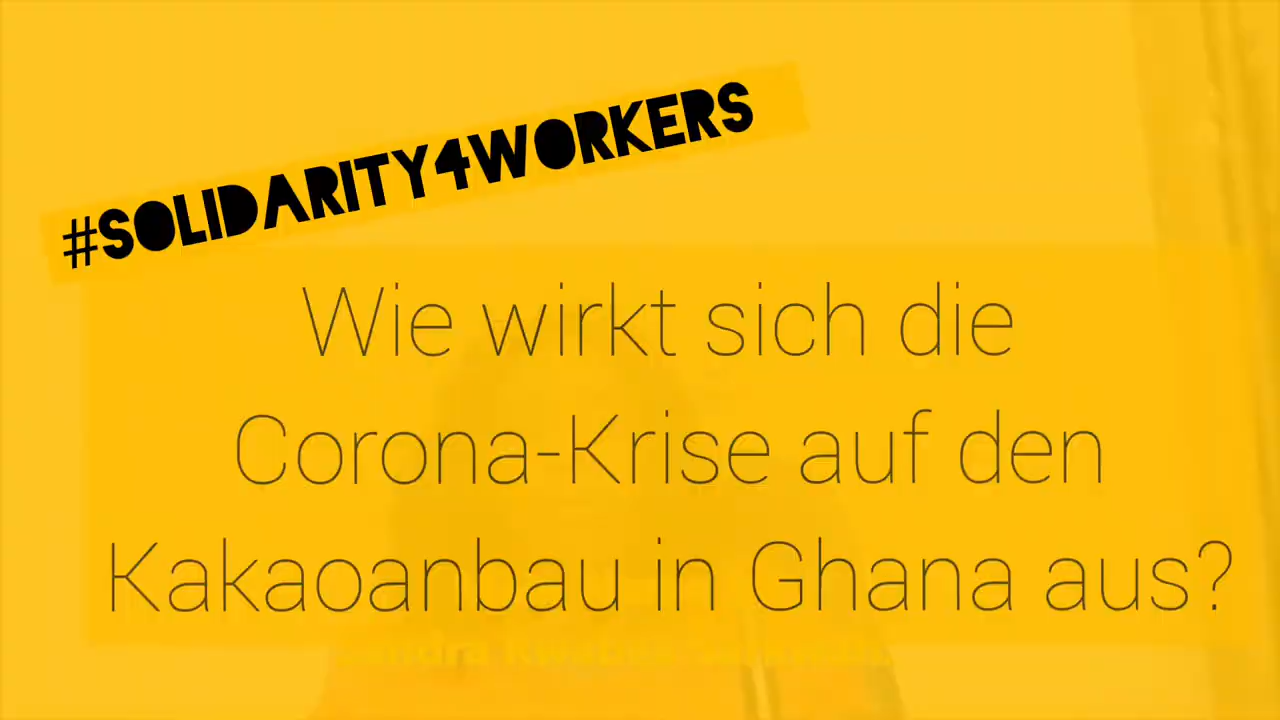 #SOLIDARITY4WORKERS
Wie wirkt sich die
Corona-Krise auf den
Kakaoanbau in Ghana aus?